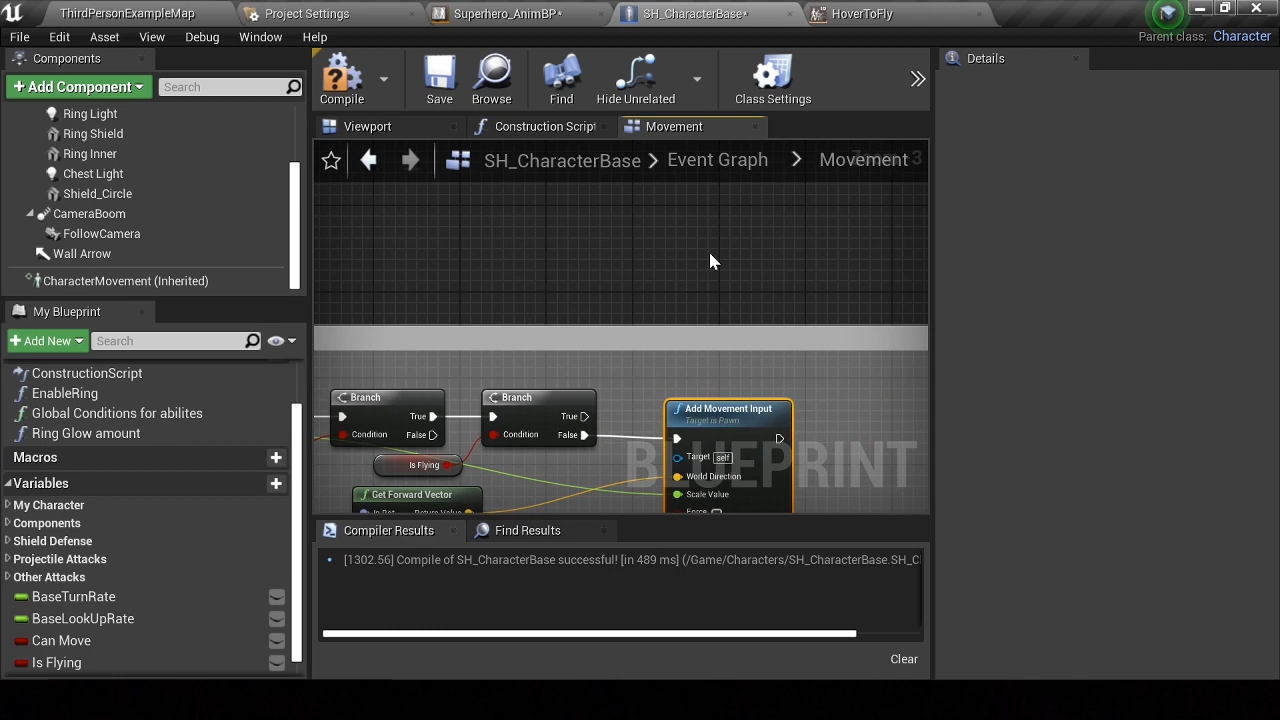 ThirdPersonExampleMap
Project Settings
Superhero_AnimBP*
SH_CharacterBase*
HoverToFly
File Edit Asset View Debug Window Help
Parent class: Character
Components
+ Add Component
Search
Ring Light
Ring Shield
Ring Inner
Chest Light
Shield_Circle
CameraBoom
FollowCamera
Wall Arrow
CharacterMovement (Inherited)
My Blueprint
+ Add New
Search
ConstructionScript
EnableRing
Global Conditions for abilites
Ring Glow amount
Macros
Variables
My Character
Components
Shield Defense
Projectile Attacks
Other Attacks
BaseTurnRate
BaseLookUpRate
Can Move
Is Flying
Compile
Save
Browse
Find
Hide Unrelated
Class Settings
Viewport
Construction Script
Movement
SH_CharacterBase > Event Graph > Movement
Branch
True
Condition False
Branch
True
Condition False
Is Flying
Get Forward Vector
Return Value
Add Movement Input
Target is Pawn
Target self
World Direction
Scale Value
Force
BLUEPRINT
Compiler Results
Find Results
[1302.56] Compile of SH_CharacterBase successful! [in 489 ms] (/Game/Characters/SH_CharacterBase.SH_C
Clear
Details